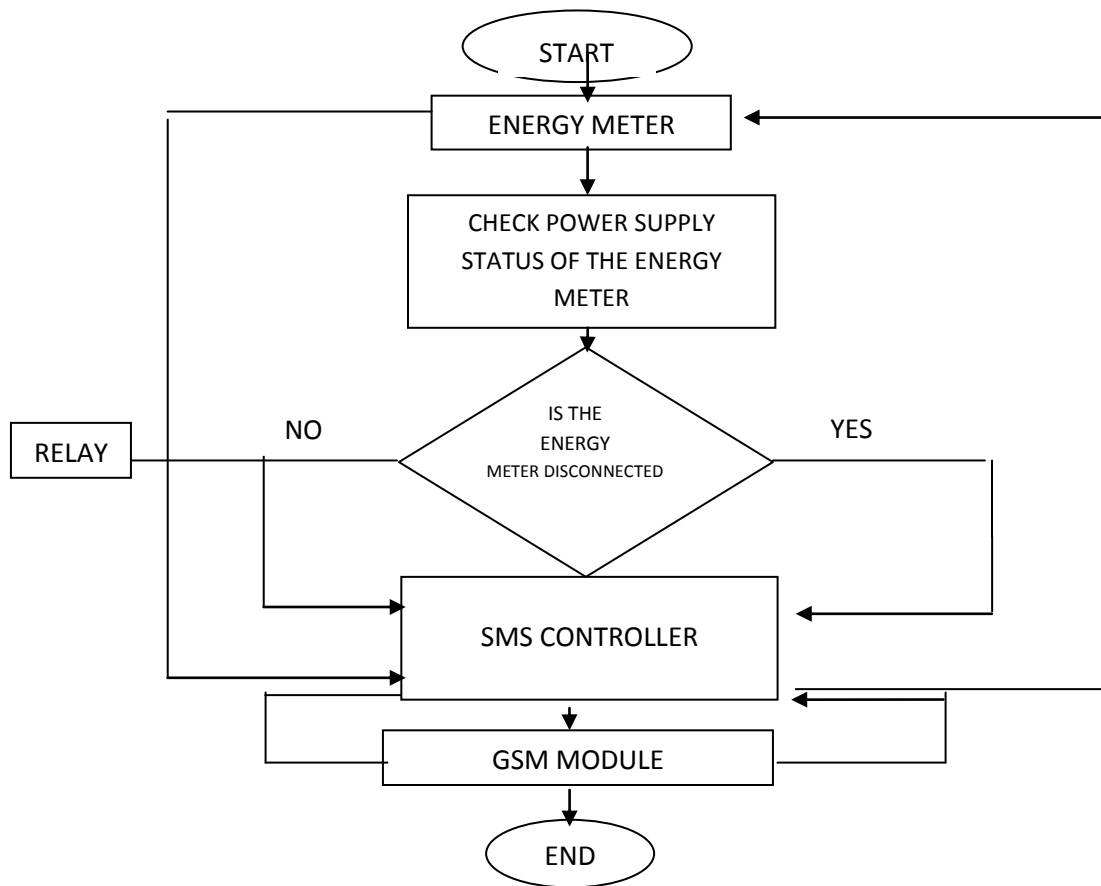 START
ENERGY METER
CHECK POWER SUPPLY
STATUS OF THE ENERGY
METER
IS THE
ENERGY
METER DISCONNECTED
NO
YES
RELAY
SMS CONTROLLER
GSM MODULE
END